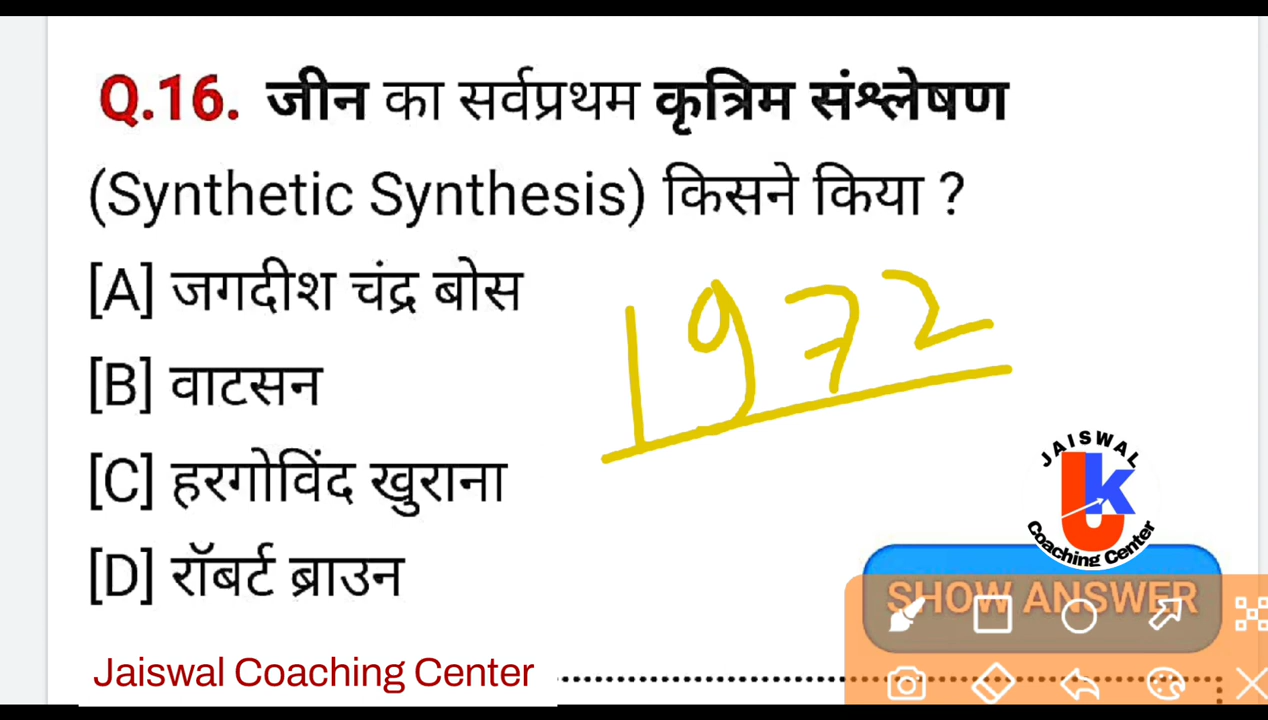 Q.16. जीन का सर्वप्रथम कृत्रिम संश्लेषण
(Synthetic Synthesis) किसने किया ?
[A] जगदीश चंद्र बोस
[B] वाटसन
[C] हरगोविंद खुराना
[D] रॉबर्ट ब्राउन
1972
JAISWAL
Jk
Coaching Center
SHOW ANSWER
Jaiswal Coaching Center